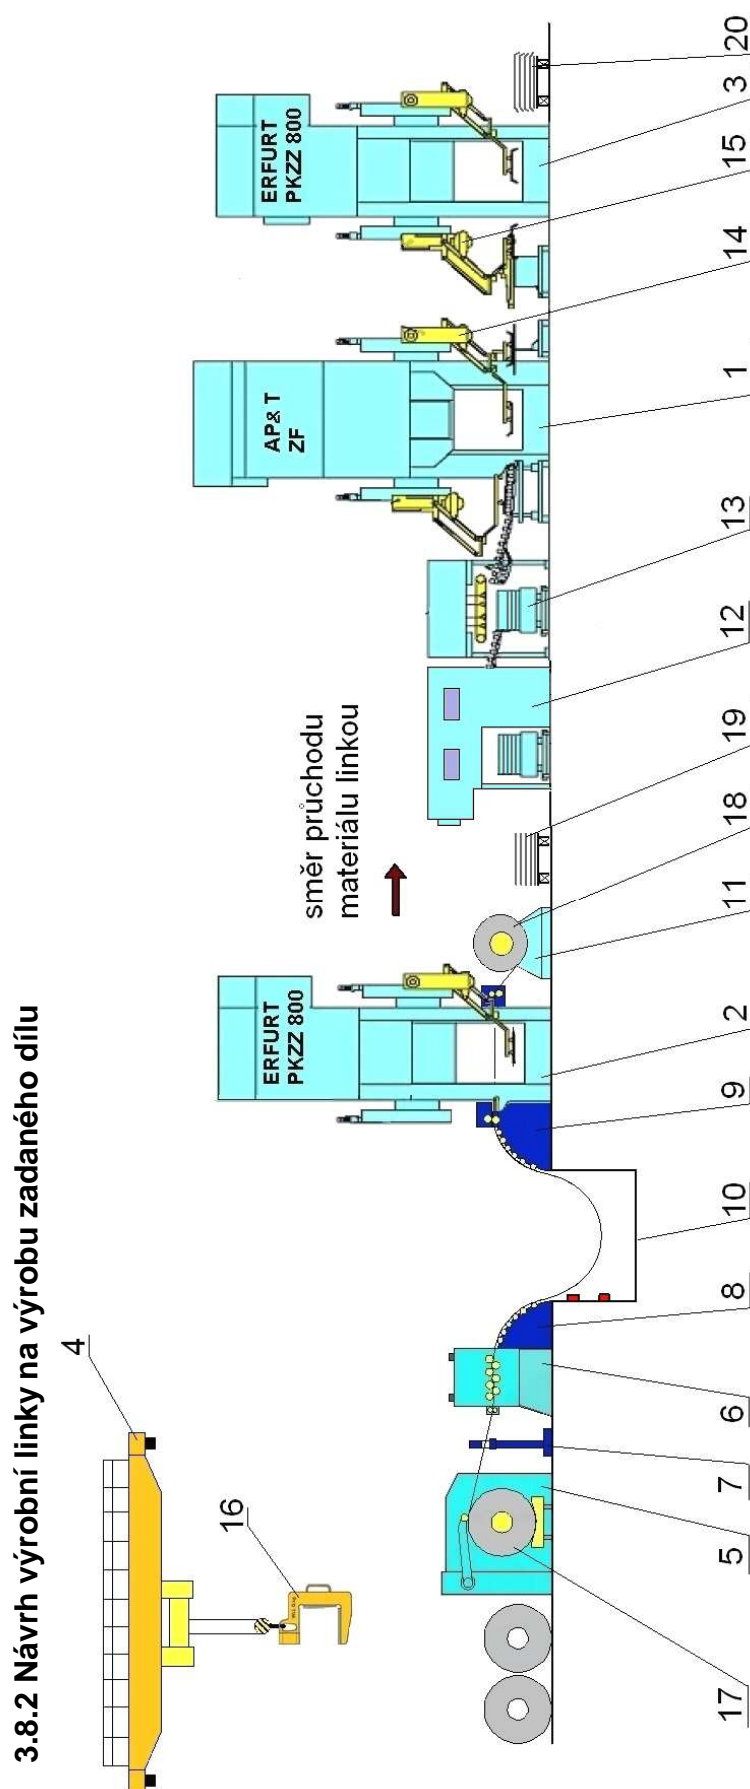 3.8.2 Návrh výrobní linky na výrobu zadaného dílu
4
16
ERFURT
PKZZ 800
směr průchodu
materiálu linkou
AP& T
ZF
ERFURT
PKZZ 800
17
5
7
6
8
10
9
2
11
18
19
12
13
1
14
15
3
20